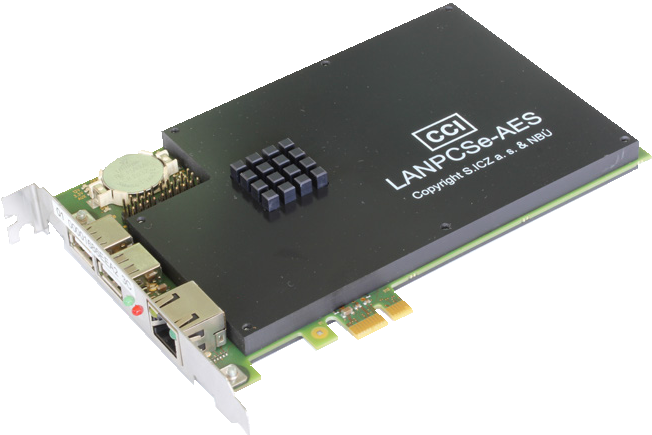 CCI
LANPCSe-AES
Copyright S.ICZ a. s. & NBÚ